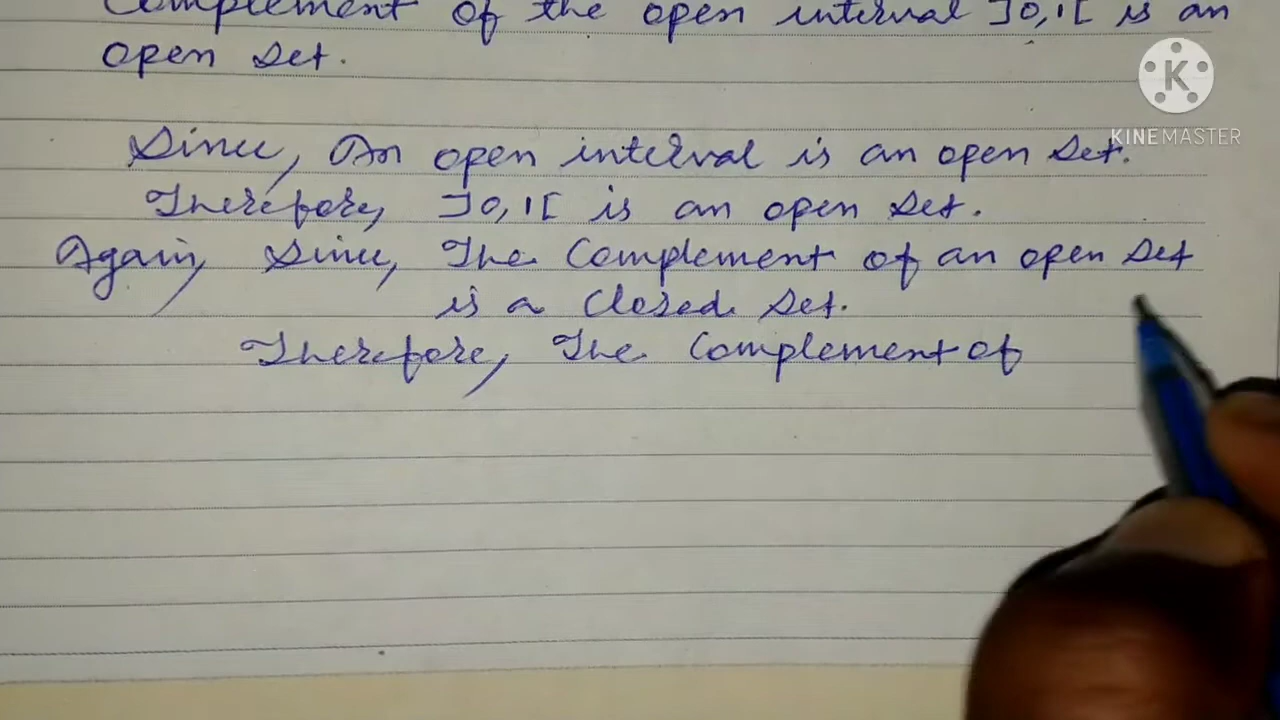 Complement of the open interval ]0,1[ is an
open set.
K
KINEMASTER
Since, An open interval is an open set.
Therefore, ]0,1[ is an open set.
Again, Since, The Complement of an open set
is a Closed set.
Therefore, The Complement of